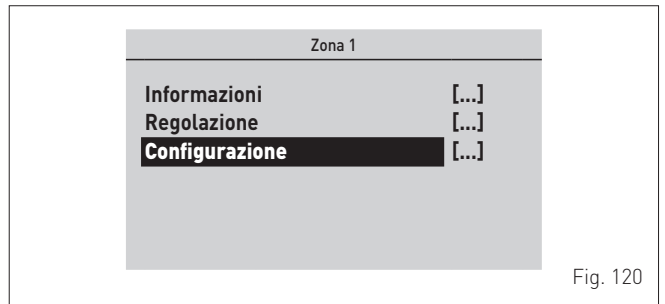 Zona 1
Informazioni [...]
Regolazione [...]
Configurazione [...]
Fig. 120